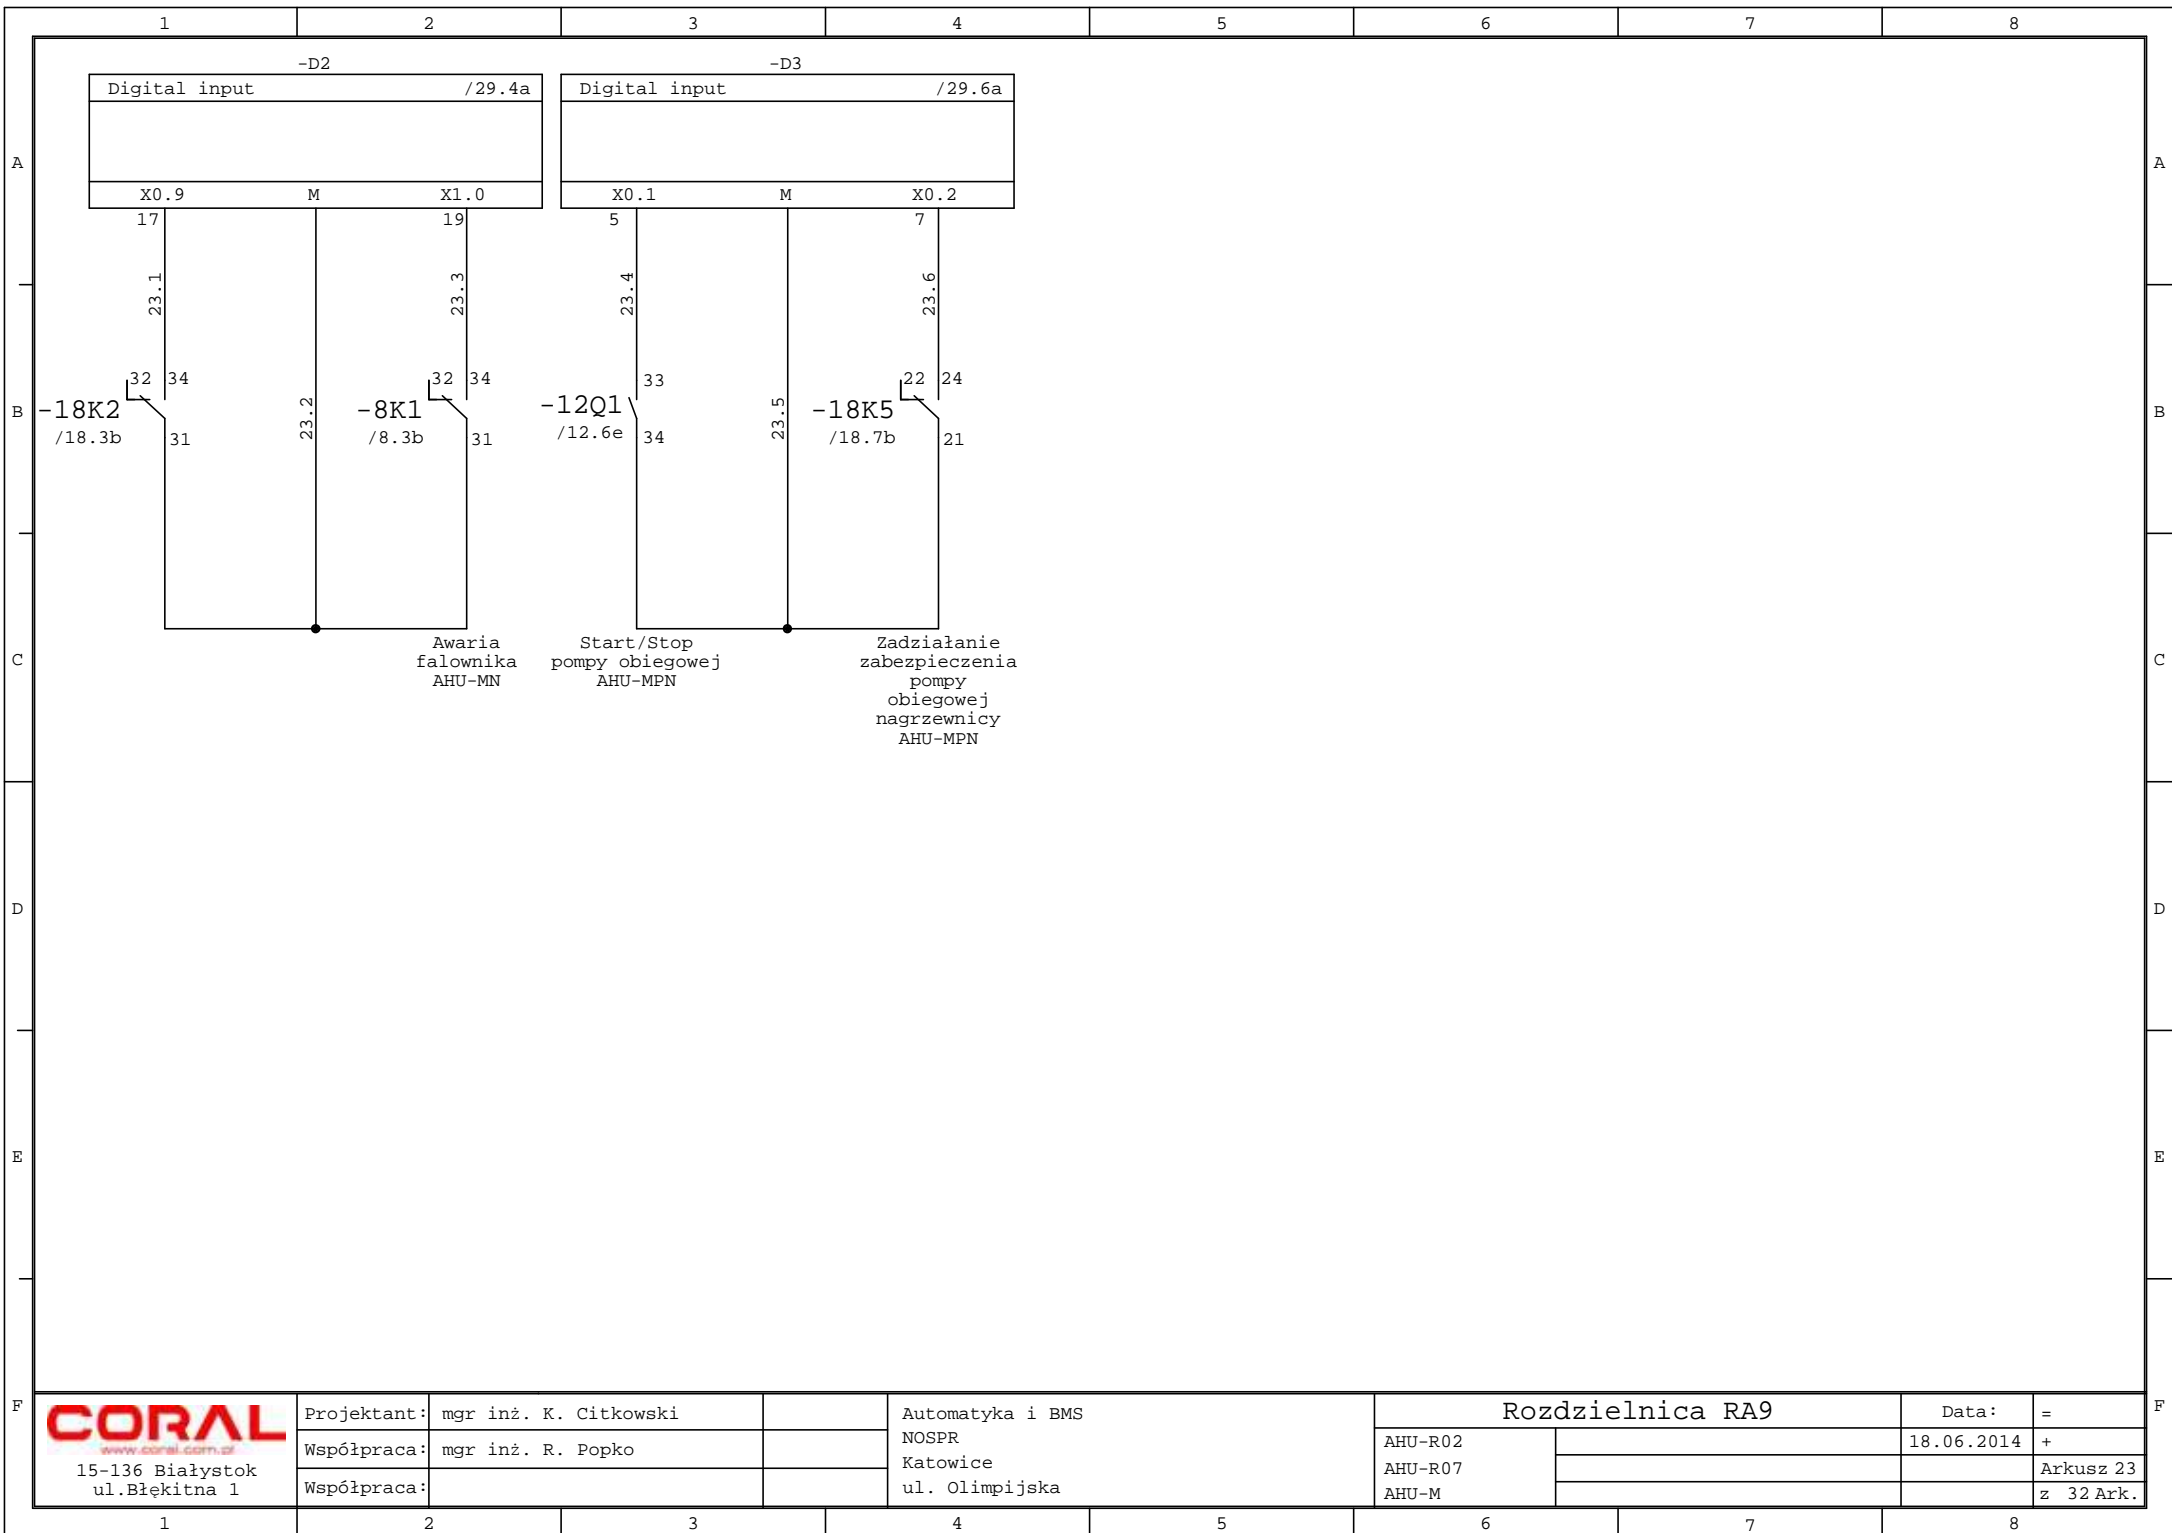 1 2 3 4 5 6 7 8
-D2 -D3
Digital input /29.4a Digital input /29.6a
A A
X0.9 M X1.0 X0.1 M X0.2
17 19 5 7
23.1 23.3 23.4 23.6
32 34 32 34 33 22 24
B -18K2 23.2 -8K1 -12Q1 23.5 -18K5 B
/18.3b 31 /8.3b 31 /12.6e 34 /18.7b 21
Awaria Start/Stop Zadziałanie
C falownika pompy obiegowej zabezpieczenia C
AHU-MN AHU-MPN pompy
obiegowej
nagrzewnicy
AHU-MPN
D D
E E
F F
CORAL
www.coral.com.pl
15-136 Białystok
ul.Błękitna 1
Projektant: mgr inż. K. Citkowski
Współpraca: mgr inż. R. Popko
Współpraca:
Automatyka i BMS
NOSPR
Katowice
ul. Olimpijska
Rozdzielnica RA9
AHU-R02
AHU-R07
AHU-M
Data: =
18.06.2014 +
Arkusz 23
z 32 Ark.
1 2 3 4 5 6 7 8